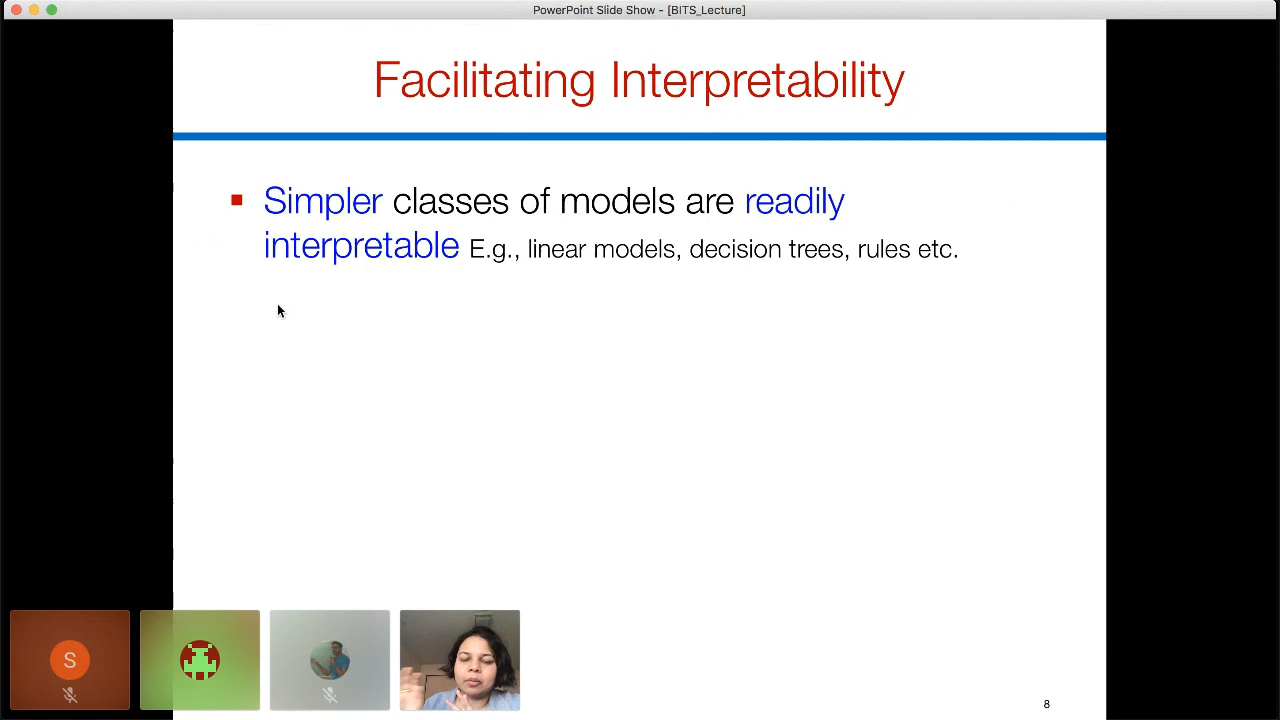 PowerPoint Slide Show - [BITS_Lecture]
Facilitating Interpretability
Simpler classes of models are readily
interpretable E.g., linear models, decision trees, rules etc.
S
8